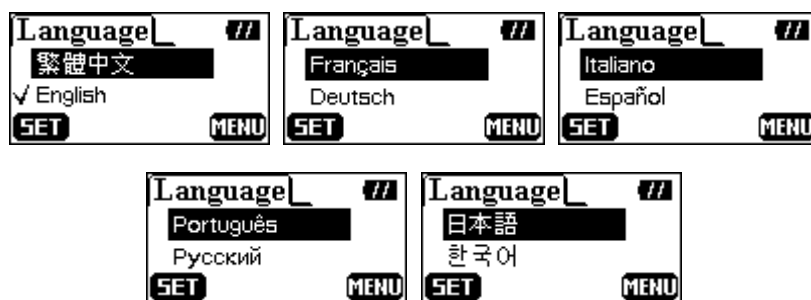 Language
繁體中文
✓ English
SET MENU
Language
Français
Deutsch
SET MENU
Language
Italiano
Español
SET MENU
Language
Português
Русский
SET MENU
Language
日本語
한국어
SET MENU